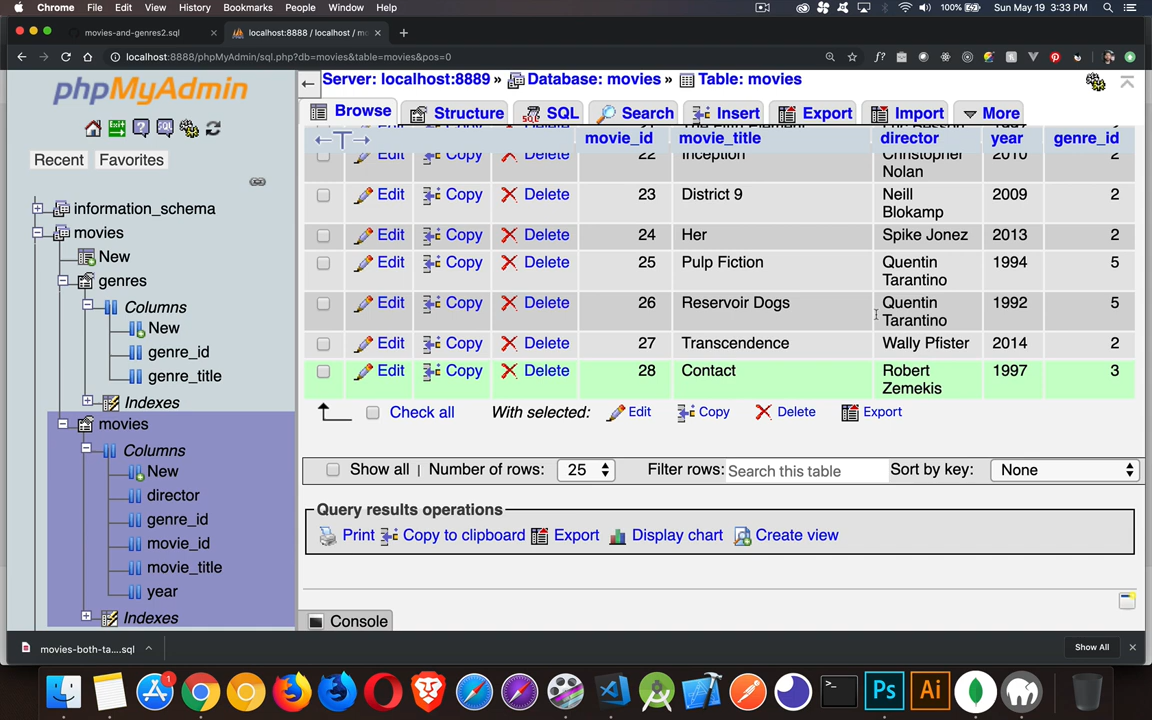 Chrome File Edit View History Bookmarks People Window Help 100% Sun May 19 3:33 PM
movies-and-genres2.sql × localhost:8888 / localhost / mo × +
localhost:8888/phpMyAdmin/sql.php?db=movies&table=movies&pos=0
phpMyAdmin
Recent Favorites
information_schema
movies
New
genres
Columns
New
genre_id
genre_title
Indexes
movies
Columns
New
director
genre_id
movie_id
movie_title
year
Indexes
Server: localhost:8889 » Database: movies » Table: movies
Browse Structure SQL Search Insert Export Import More
movie_id movie_title director year genre_id
Edit Copy Delete 22 Inception Christopher 2010 2
Nolan
Edit Copy Delete 23 District 9 Neill 2009 2
Blokamp
Edit Copy Delete 24 Her Spike Jonez 2013 2
Edit Copy Delete 25 Pulp Fiction Quentin 1994 5
Tarantino
Edit Copy Delete 26 Reservoir Dogs Quentin 1992 5
Tarantino
Edit Copy Delete 27 Transcendence Wally Pfister 2014 2
Edit Copy Delete 28 Contact Robert 1997 3
Zemekis
Check all With selected: Edit Copy Delete Export
Show all | Number of rows: 25 Filter rows: Search this table Sort by key: None
Query results operations
Print Copy to clipboard Export Display chart Create view
Console
movies-both-ta....sql Show All ×
Ps Ai